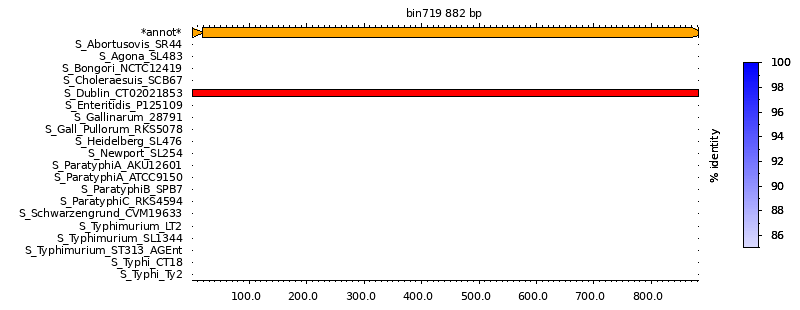 bin719 882 bp
*annot*
S_Abortusovis_SR44
S_Agona_SL483
S_Bongori_NCTC12419
S_Choleraesuis_SCB67
S_Dublin_CT02021853
S_Enteritidis_P125109
S_Gallinarum_28791
S_Gall_Pullorum_RKS5078
S_Heidelberg_SL476
S_Newport_SL254
S_ParatyphiA_AKU12601
S_ParatyphiA_ATCC9150
S_ParatyphiB_SPB7
S_ParatyphiC_RKS4594
S_Schwarzengrund_CVM19633
S_Typhimurium_LT2
S_Typhimurium_SL1344
S_Typhimurium_ST313_AGEnt
S_Typhi_CT18
S_Typhi_Ty2
100.0 200.0 300.0 400.0 500.0 600.0 700.0 800.0
% identity
100
98
96
94
92
90
88
86